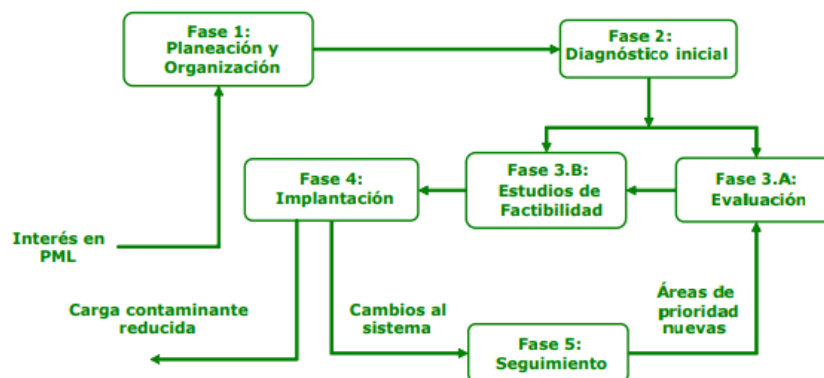 Fase 1:
Planeación y
Organización
Fase 2:
Diagnóstico inicial
Fase 4:
Implantación
Fase 3.B:
Estudios de
Factibilidad
Fase 3.A:
Evaluación
Interés en
PML
Carga contaminante
reducida
Cambios al
sistema
Áreas de
prioridad
nuevas
Fase 5:
Seguimiento